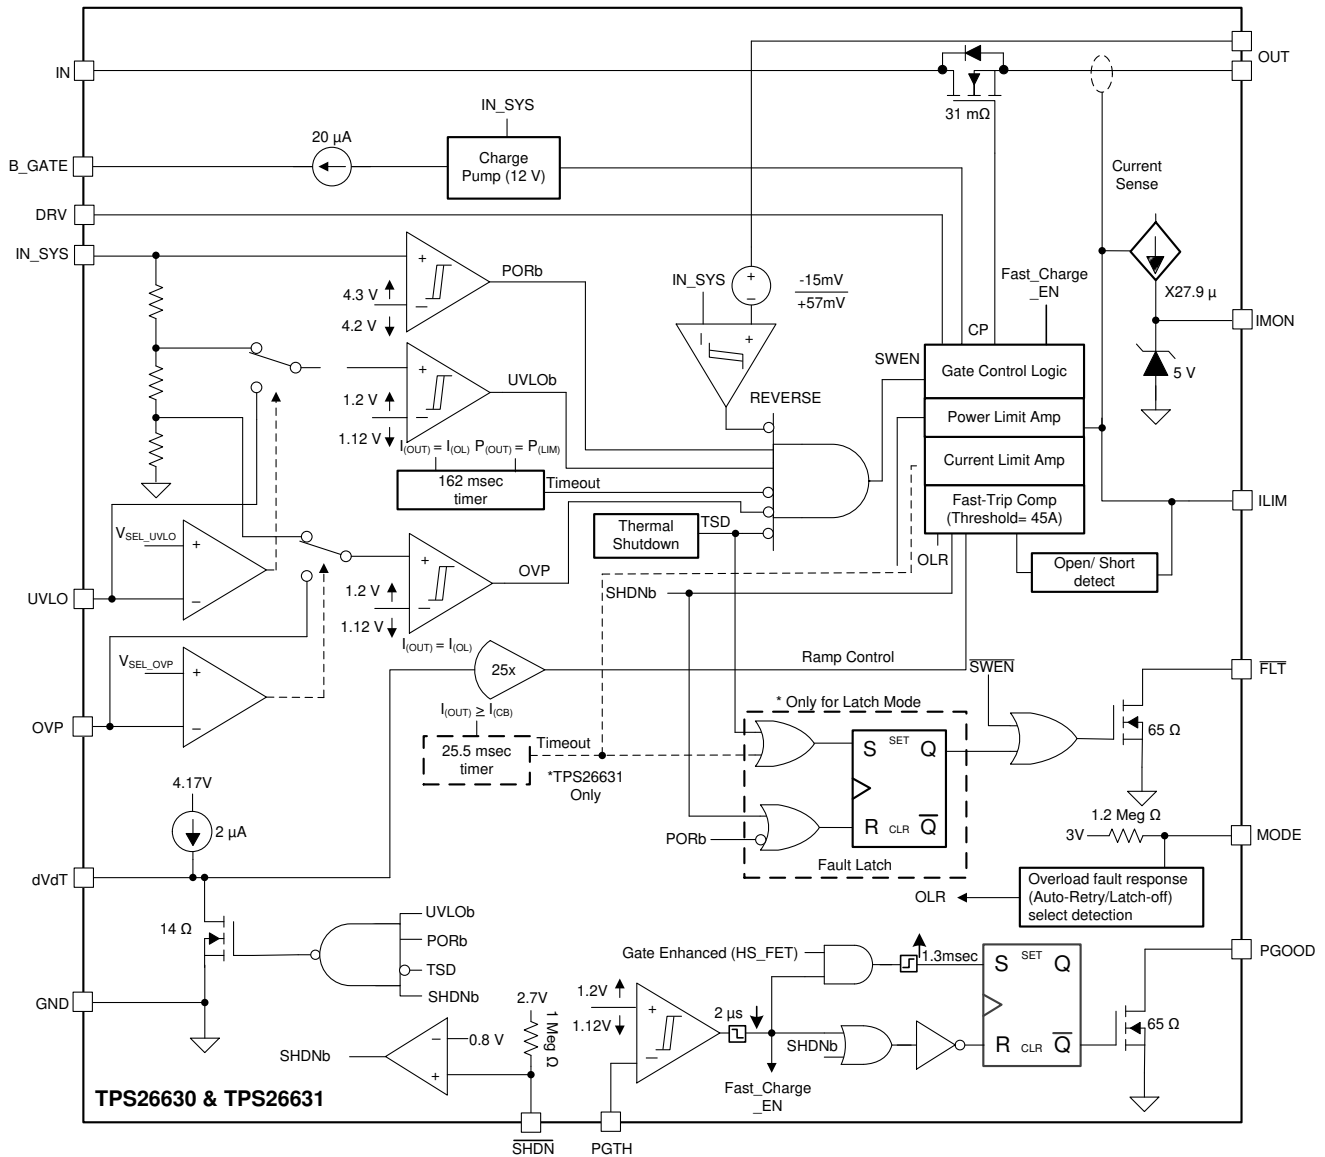 OUT
IN
31 mΩ
IN_SYS
20 µA
Charge
Pump (12 V)
B_GATE
Current
Sense
DRV
IN_SYS
+
PORb
4.3 V
−
4.2 V
IN_SYS
+
−
-15mV
+57mV
Fast_Charge
_EN
X27.9 µ
CP
IMON
5 V
SWEN
Gate Control Logic
Power Limit Amp
Current Limit Amp
Fast-Trip Comp
(Threshold= 45A)
+
UVLOb
1.2 V
−
1.12 V
+
REVERSE
I(OUT) = I(OL) P(OUT) = P(LIM)
162 msec
timer
Timeout
ILIM
Thermal
Shutdown
TSD
OLR
Open/ Short
detect
VSEL_UVLO
+
−
UVLO
+
OVP
1.2 V
−
1.12 V
SHDNb
I(OUT) = I(OL)
25x
Ramp Control
SWEN
FLT
VSEL_OVP
+
−
OVP
* Only for Latch Mode
65 Ω
I(OUT) ≥ I(CB)
25.5 msec
timer
Timeout
*TPS26631
Only
S
SET
Q
R
CLR
Q
PORb
Fault Latch
4.17V
2 µA
1.2 Meg Ω
3V
MODE
dVdT
Overload fault response
(Auto-Retry/Latch-off)
select detection
OLR
14 Ω
UVLOb
PORb
TSD
SHDNb
Gate Enhanced (HS_FET)
1.3msec
S
SET
Q
PGOOD
GND
2.7V
1 Meg Ω
1.2V
1.12V
+
−
2 µs
SHDNb
R
CLR
Q
65 Ω
SHDNb
−
0.8 V
+
Fast_Charge
_EN
TPS26630 & TPS26631
SHDN
PGTH